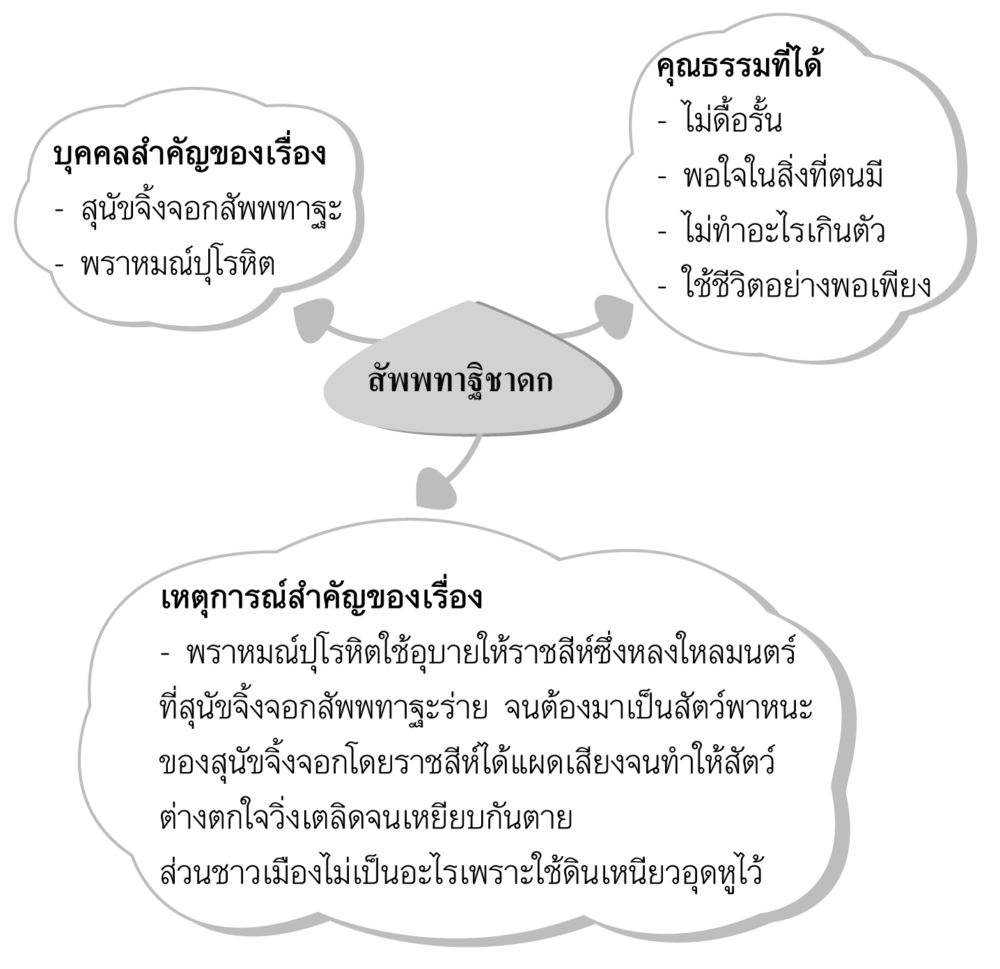 บุคคลสำคัญของเรื่อง
- สุนัขจิ้งจอกสัพพทาฐะ
- พราหมณ์ปุโรหิต
คุณธรรมที่ได้
- ไม่ดื้อรั้น
- พอใจในสิ่งที่ตนมี
- ไม่ทำอะไรเกินตัว
- ใช้ชีวิตอย่างพอเพียง
สัพพทาฐิชาดก
เหตุการณ์สำคัญของเรื่อง
- พราหมณ์ปุโรหิตใช้อุบายให้ราชสีห์ซึ่งหลงใหลมนตร์
ที่สุนัขจิ้งจอกสัพพทาฐะร่าย จนต้องมาเป็นสัตว์พาหนะ
ของสุนัขจิ้งจอกโดยราชสีห์ได้แผดเสียงจนทำให้สัตว์
ต่างตกใจวิ่งเตลิดจนเหยียบกันตาย
ส่วนชาวเมืองไม่เป็นอะไรเพราะใช้ดินเหนียวอุดหูไว้